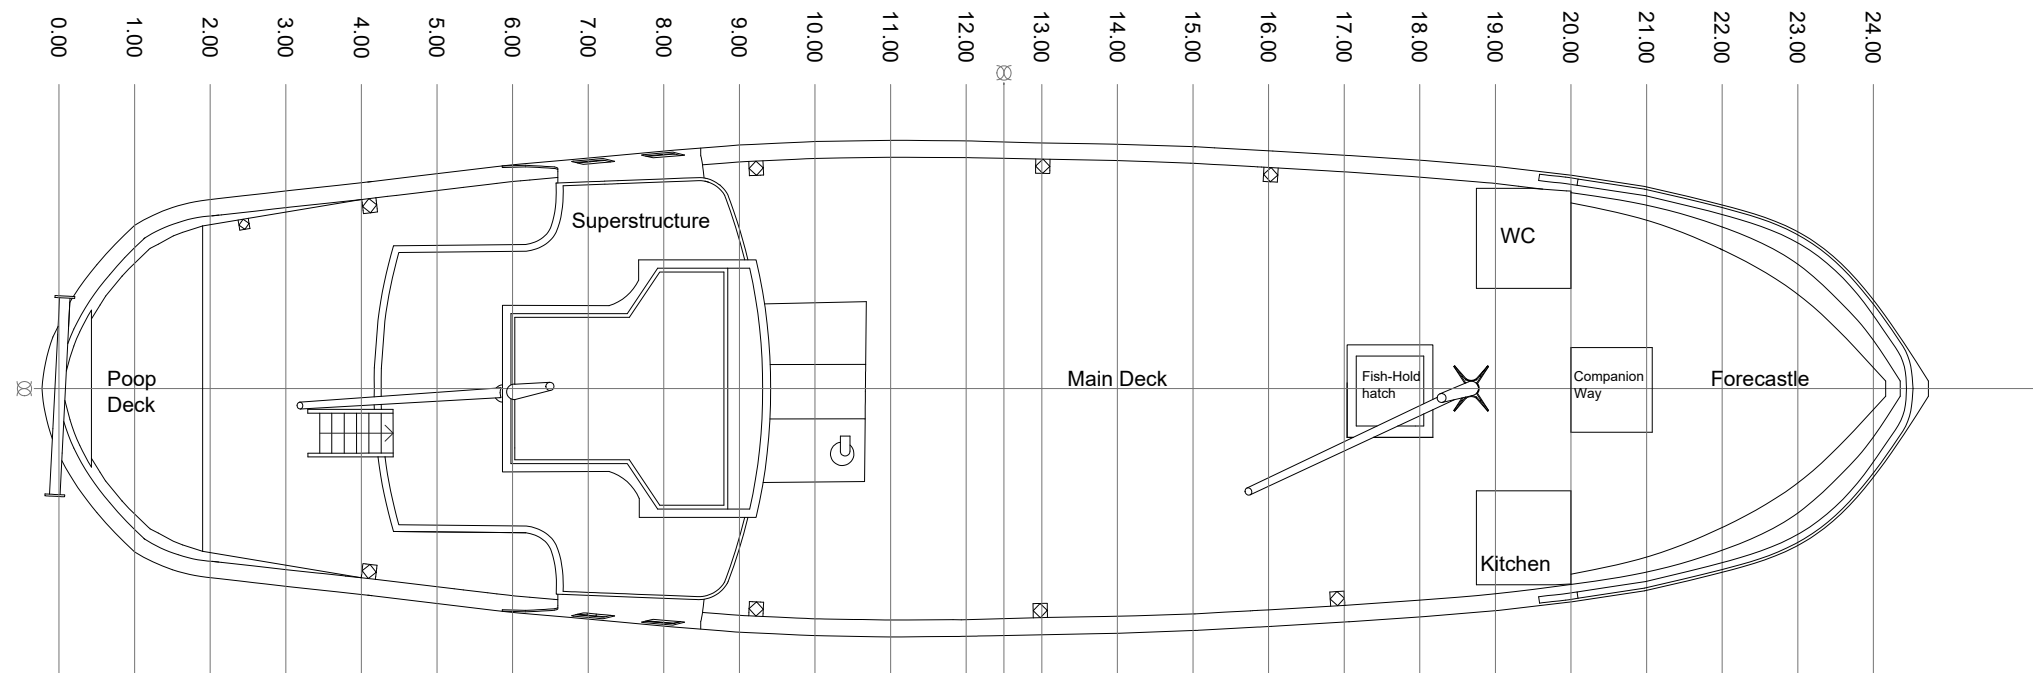 0.00
1.00
2.00
3.00
4.00
5.00
6.00
7.00
8.00
9.00
10.00
11.00
12.00
13.00
14.00
15.00
16.00
17.00
18.00
19.00
20.00
21.00
22.00
23.00
24.00
Superstructure
WC
Poop
Deck
Main Deck
Fish-Hold
hatch
Companion
Way
Forecastle
Kitchen